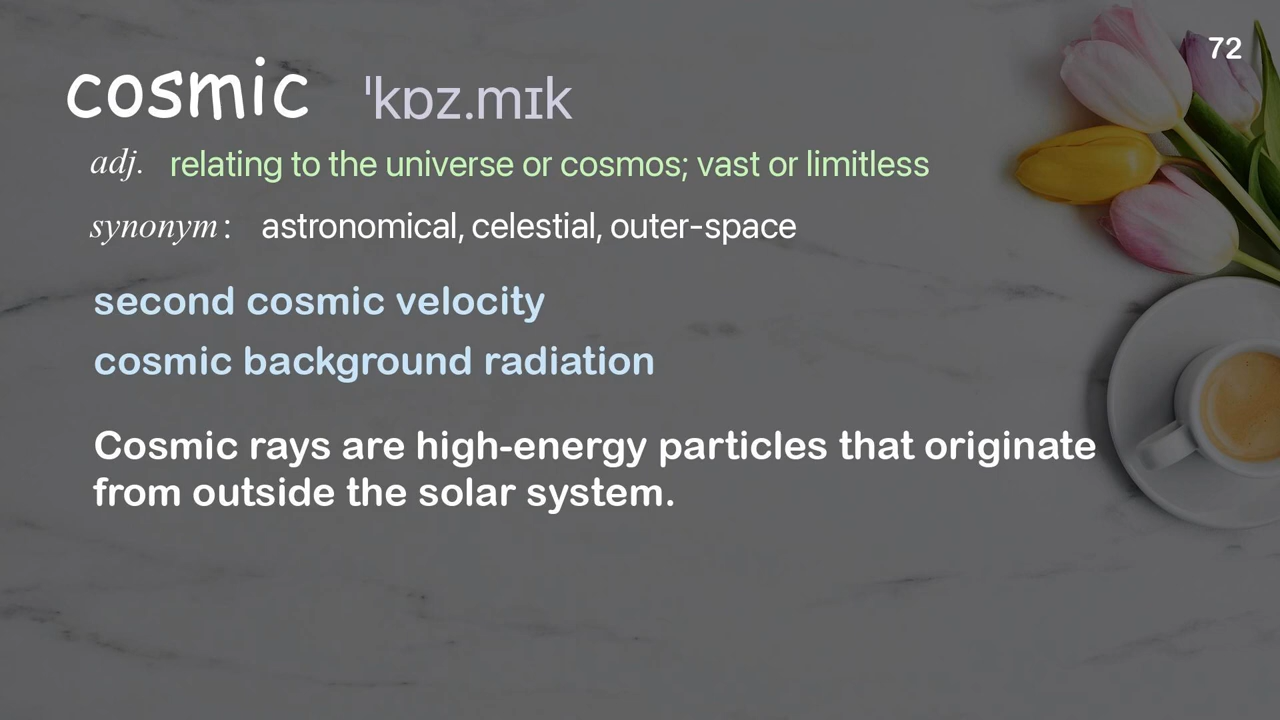 72
cosmic ˈkɒz.mɪk
adj. relating to the universe or cosmos; vast or limitless
synonym: astronomical, celestial, outer-space
second cosmic velocity
cosmic background radiation
Cosmic rays are high-energy particles that originate
from outside the solar system.